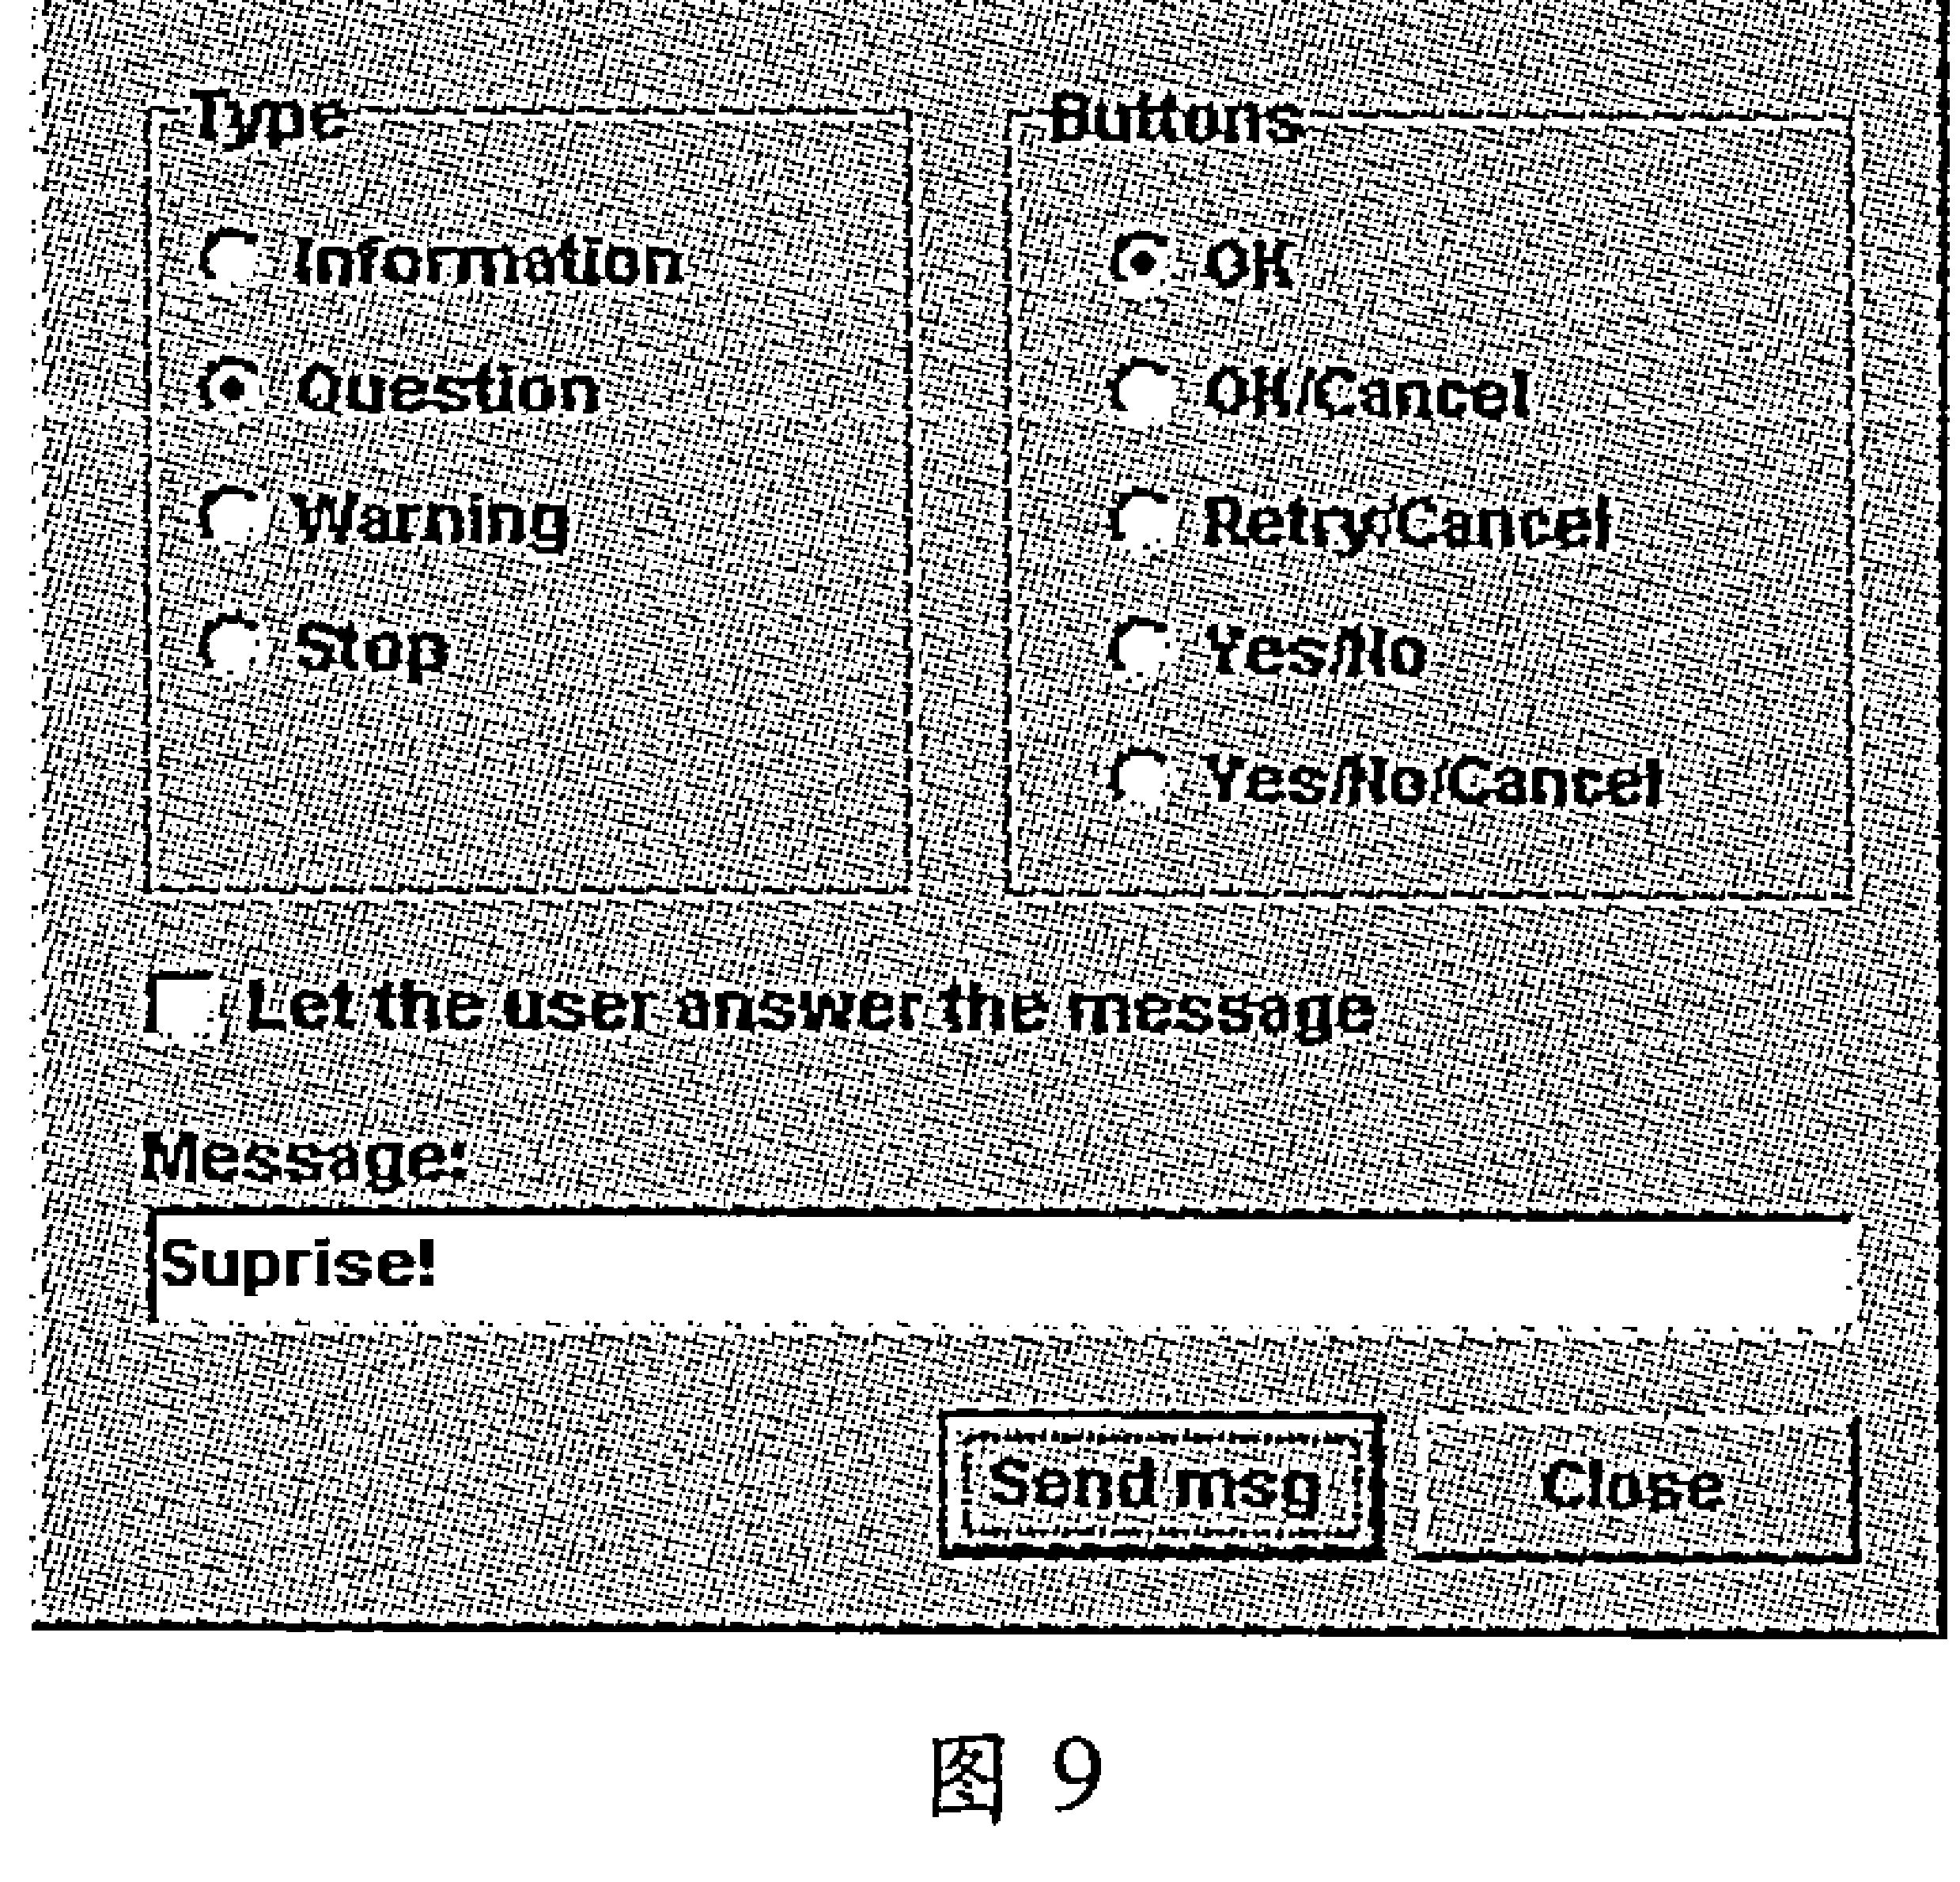 Type
Information
Question
Warning
Stop
Buttons
OK
OK/Cancel
Retry/Cancel
Yes/No
Yes/No/Cancel
Let the user answer the message
Message:
Suprise!
Send msg
Close
图 9